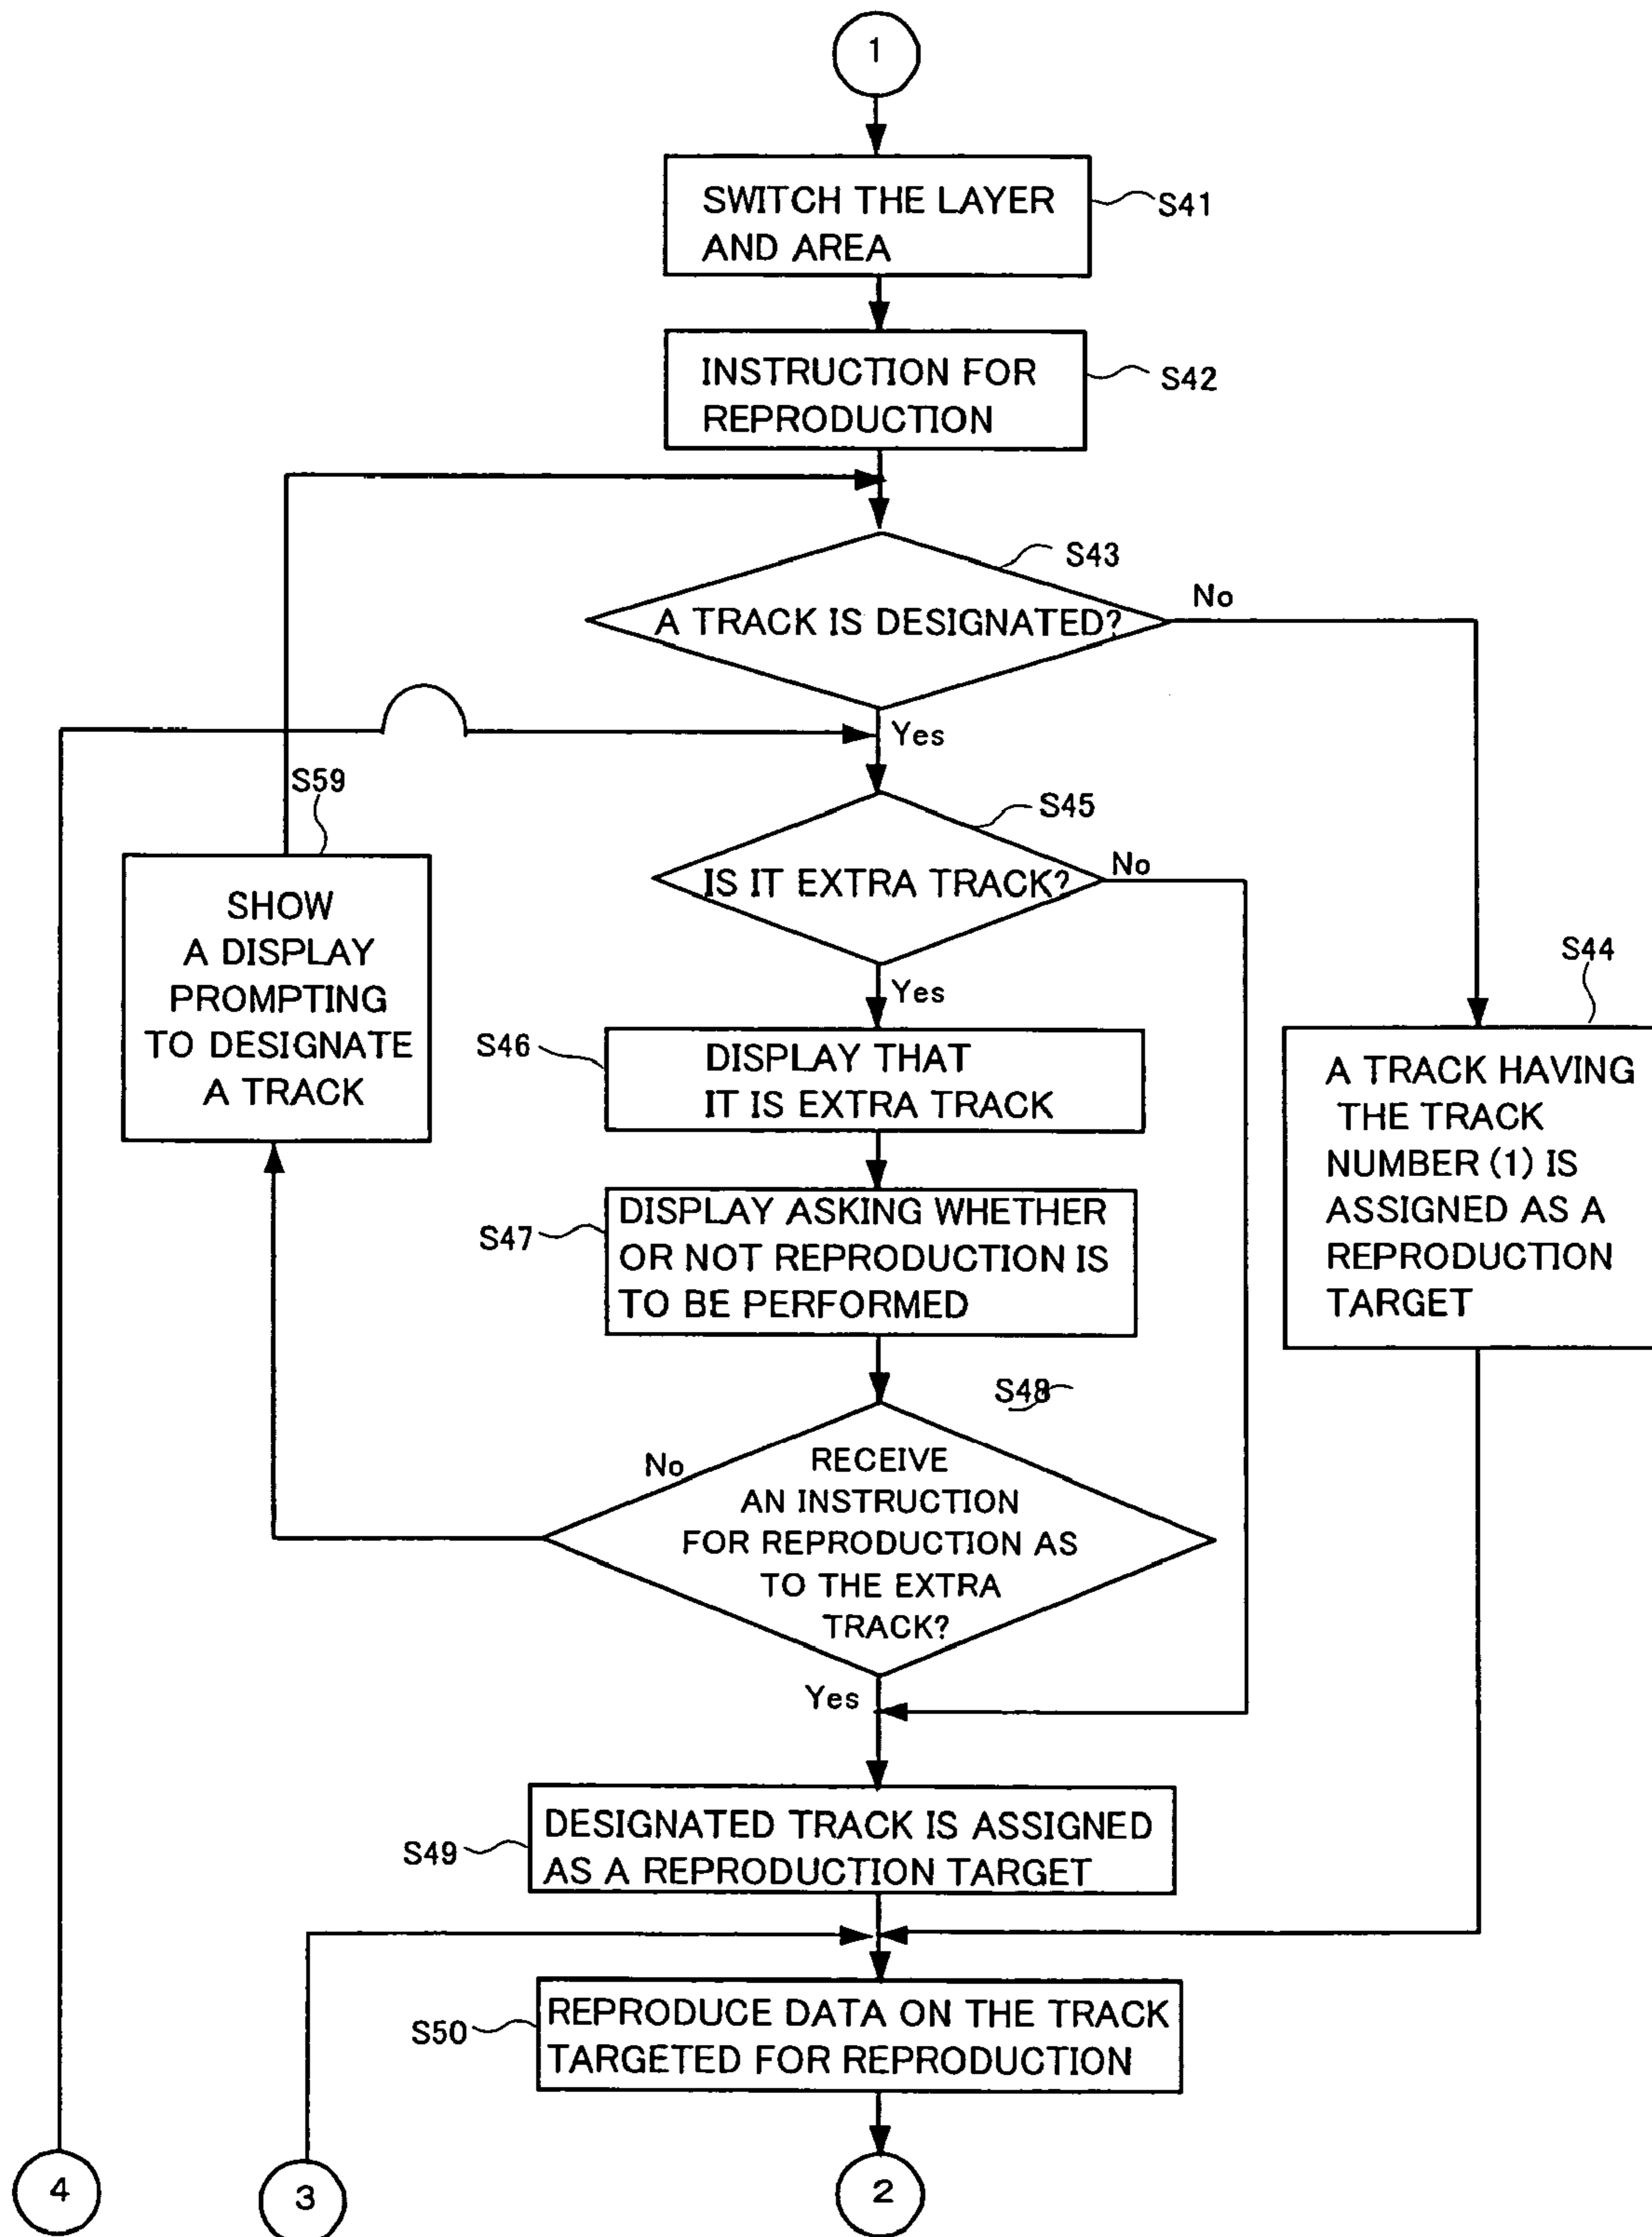 1
SWITCH THE LAYER
AND AREA
S41
INSTRUCTION FOR
REPRODUCTION
S42
S43
A TRACK IS DESIGNATED?
No
Yes
S59
SHOW
A DISPLAY
PROMPTING
TO DESIGNATE
A TRACK
S45
IS IT EXTRA TRACK?
No
Yes
S44
A TRACK HAVING
THE TRACK
NUMBER (1) IS
ASSIGNED AS A
REPRODUCTION
TARGET
S46
DISPLAY THAT
IT IS EXTRA TRACK
S47
DISPLAY ASKING WHETHER
OR NOT REPRODUCTION IS
TO BE PERFORMED
S48
No
RECEIVE
AN INSTRUCTION
FOR REPRODUCTION AS
TO THE EXTRA
TRACK?
Yes
S49
DESIGNATED TRACK IS ASSIGNED
AS A REPRODUCTION TARGET
S50
REPRODUCE DATA ON THE TRACK
TARGETED FOR REPRODUCTION
4
3
2